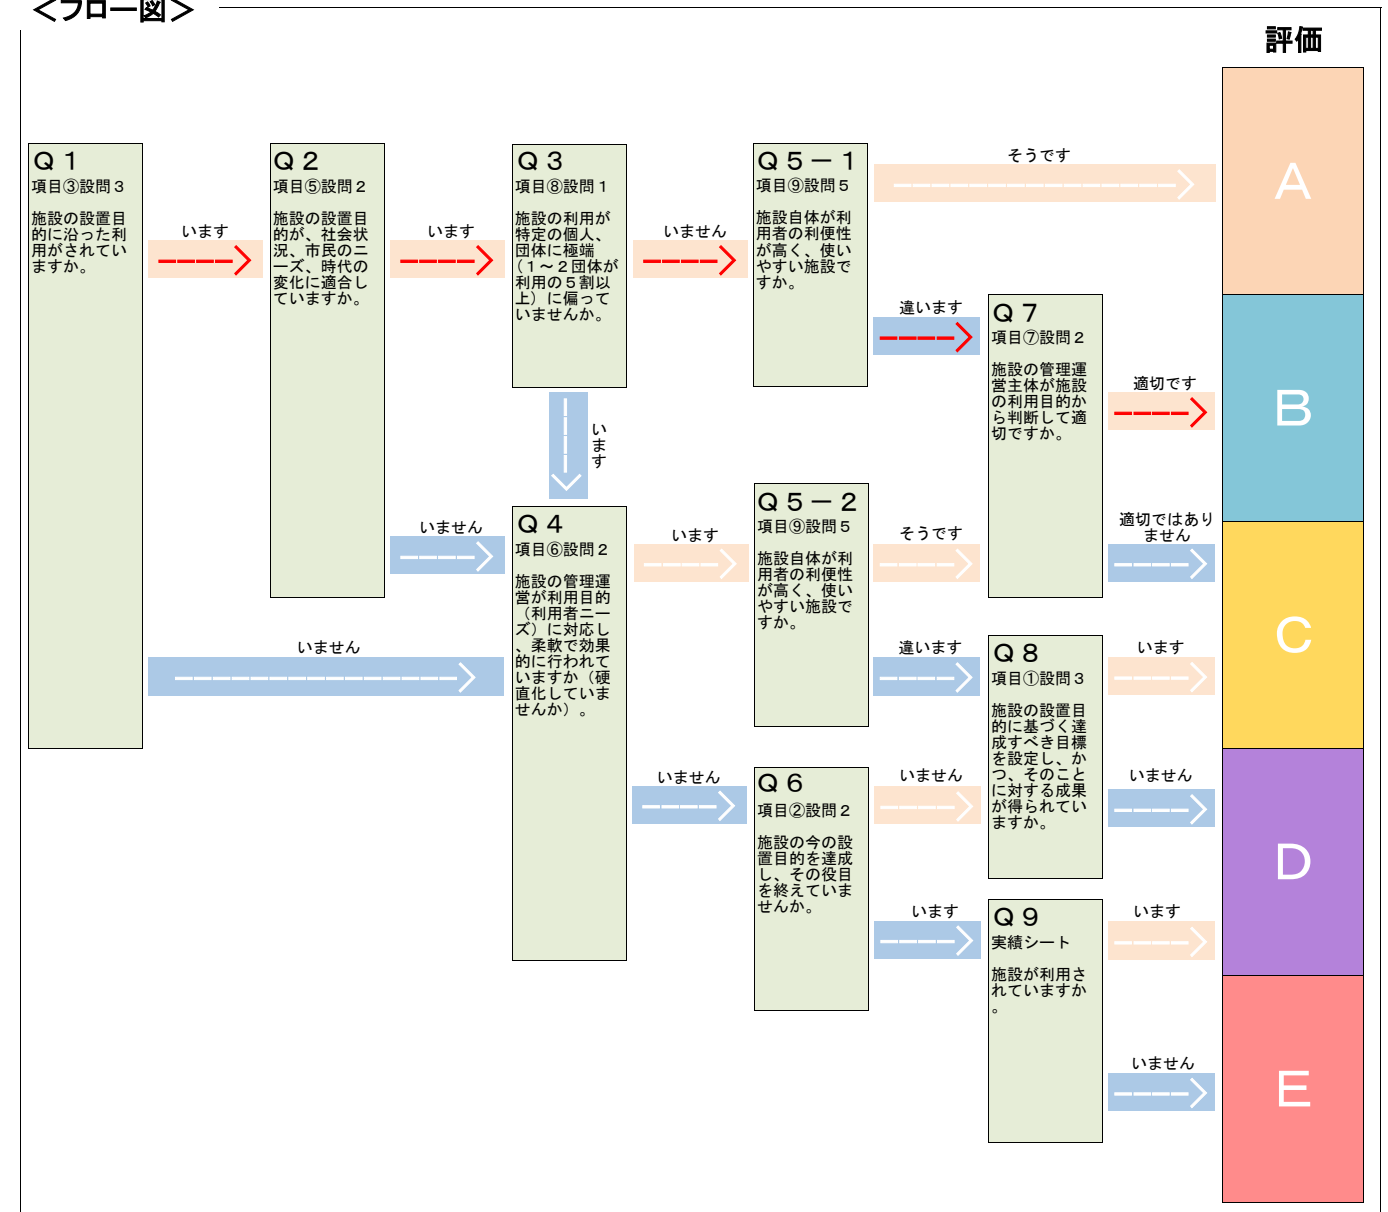 ＜フロー図＞
評価
Ｑ１
項目③設問３
施設の設置目
的に沿った利
用がされてい
ますか。
います
いません
Ｑ２
項目⑤設問２
施設の設置目
的が、社会状
況、市民のニ
ーズ、時代の
変化に適合し
ていますか。
います
いません
Ｑ３
項目⑧設問１
施設の利用が
特定の個人、
団体に極端
（１～２団体が
利用の５割以
上）に偏って
いませんか。
いません
います
Ｑ４
項目⑥設問２
施設の管理運
営が利用目的
（利用者ニー
ズ）に対応し
、柔軟で効果
的に行われて
いますか（硬
直化していま
せんか）。
います
いません
Ｑ５－１
項目⑨設問５
施設自体が利
用者の利便性
が高く、使い
やすい施設で
すか。
そうです
違います
Ｑ５－２
項目⑨設問５
施設自体が利
用者の利便性
が高く、使い
やすい施設で
すか。
そうです
違います
Ｑ６
項目②設問２
施設の今の設
置目的を達成
し、その役目
を終えていま
せんか。
いません
います
Ｑ７
項目⑦設問２
施設の管理運
営主体が施設
の利用目的か
ら判断して適
切ですか。
適切です
適切ではあり
ません
Ｑ８
項目①設問３
施設の設置目
的に基づく達
成すべき目標
を設定し、か
つ、そのこと
に対する成果
が得られてい
ますか。
います
いません
Ｑ９
実績シート
施設が利用さ
れていますか
。
います
いません
Ａ
Ｂ
Ｃ
Ｄ
Ｅ